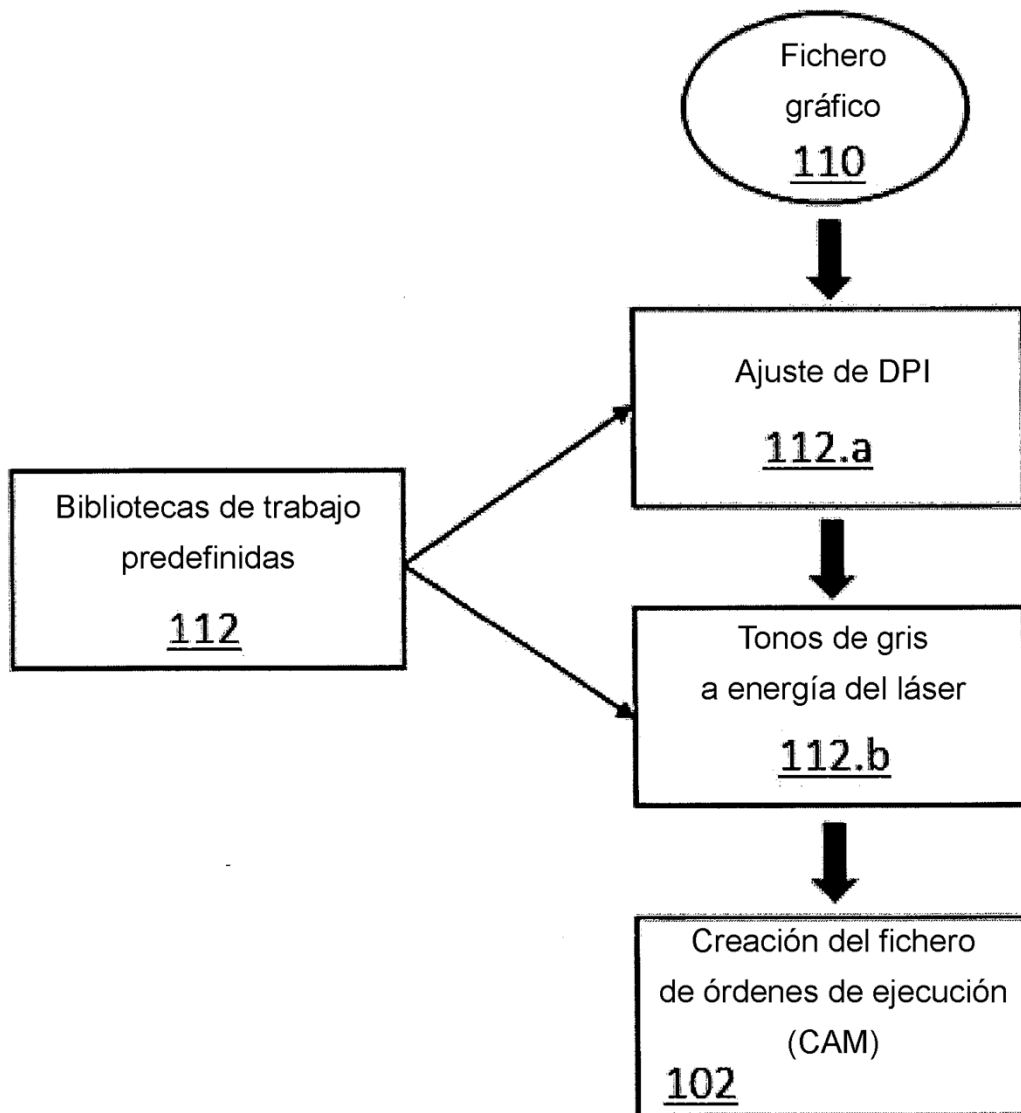 Fichero
gráfico
110
Ajuste de DPI
112.a
Bibliotecas de trabajo
predefinidas
112
Tonos de gris
a energía del láser
112.b
Creación del fichero
de órdenes de ejecución
(CAM)
102